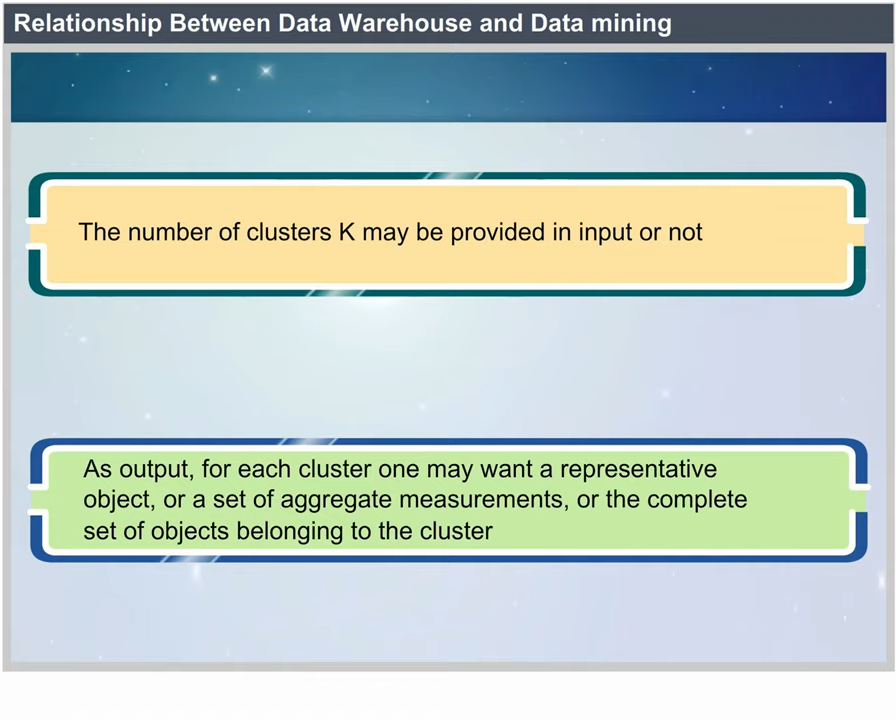 Relationship Between Data Warehouse and Data mining
The number of clusters K may be provided in input or not
As output, for each cluster one may want a representative
object, or a set of aggregate measurements, or the complete
set of objects belonging to the cluster